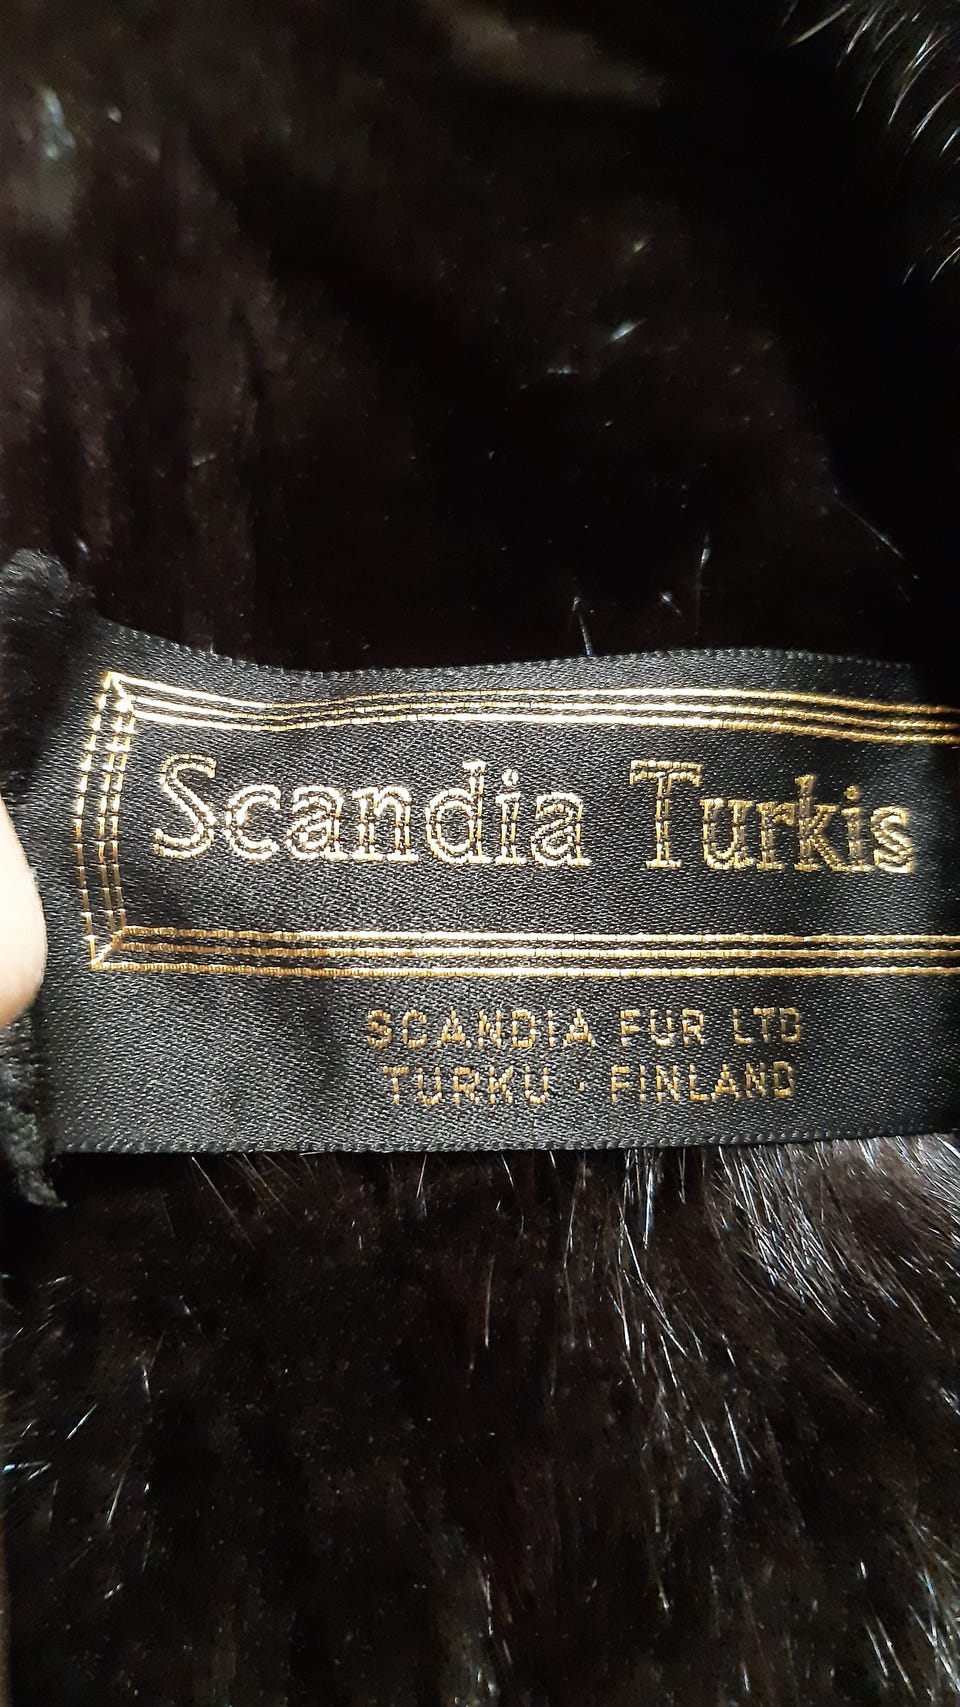 Scandia Turkis
SCANDIA FUR LTD
TURKU · FINLAND